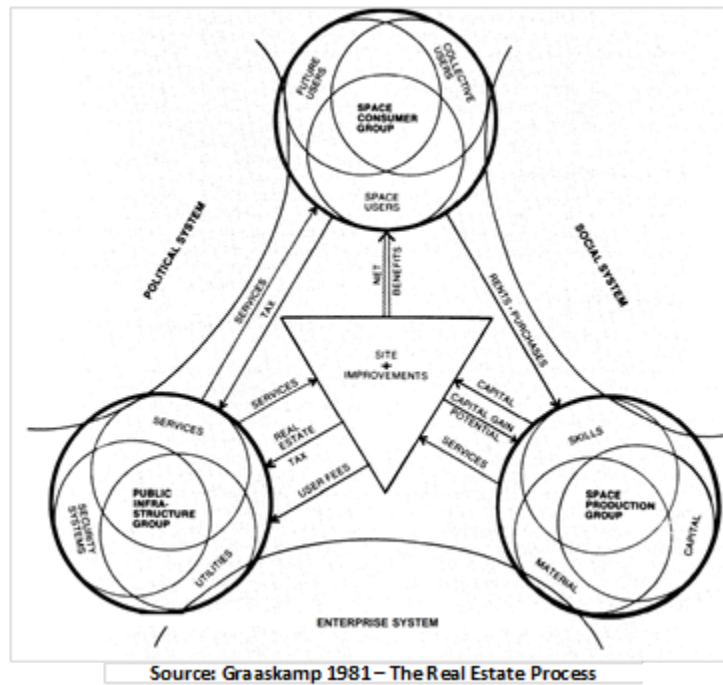 FUTURE
USERS
COLLECTIVE
USERS
SPACE
CONSUMER
GROUP
SPACE
USERS
POLITICAL SYSTEM
SOCIAL SYSTEM
SERVICES
TAX
NET
BENEFITS
RENTS - PURCHASES
SITE
+
IMPROVEMENTS
SERVICES
REAL
ESTATE
TAX
USER FEES
CAPITAL
CAPITAL GAIN
POTENTIAL
SERVICES
SERVICES
PUBLIC
INFRA-
STRUCTURE
GROUP
SECURITY
SYSTEMS
UTILITIES
SKILLS
SPACE
PRODUCTION
GROUP
CAPITAL
MATERIAL
ENTERPRISE SYSTEM
Source: Graaskamp 1981 – The Real Estate Process